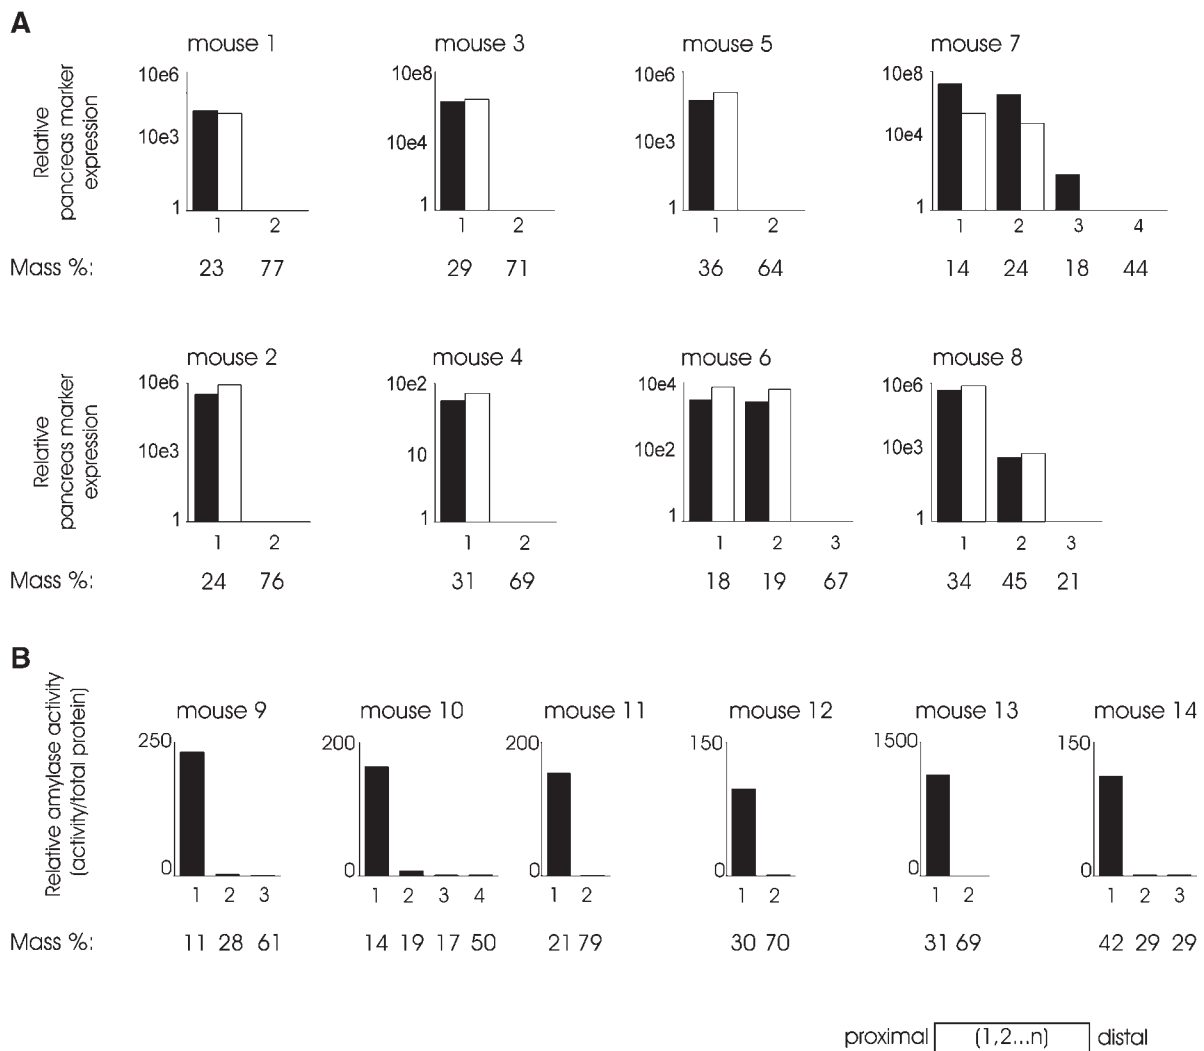 A
mouse 1
mouse 3
mouse 5
mouse 7
Relative
pancreas marker
expression
10e6
10e3
1
1 2
10e8
10e4
1
1 2
10e6
10e3
1
1 2
10e8
10e4
1
1 2 3 4
Mass %: 23 77 29 71 36 64 14 24 18 44
mouse 2
mouse 4
mouse 6
mouse 8
Relative
pancreas marker
expression
10e6
10e3
1
1 2
10e2
10
1
1 2
10e4
10e2
1
1 2 3
10e6
10e3
1
1 2 3
Mass %: 24 76 31 69 18 19 67 34 45 21
B
Relative amylase activity
(activity/total protein)
mouse 9
mouse 10
mouse 11
mouse 12
mouse 13
mouse 14
250
0
1 2 3
200
0
1 2 3 4
200
0
1 2
150
0
1 2
1500
0
1 2
150
0
1 2 3
Mass %: 11 28 61 14 19 17 50 21 79 30 70 31 69 42 29 29
proximal (1,2...n) distal